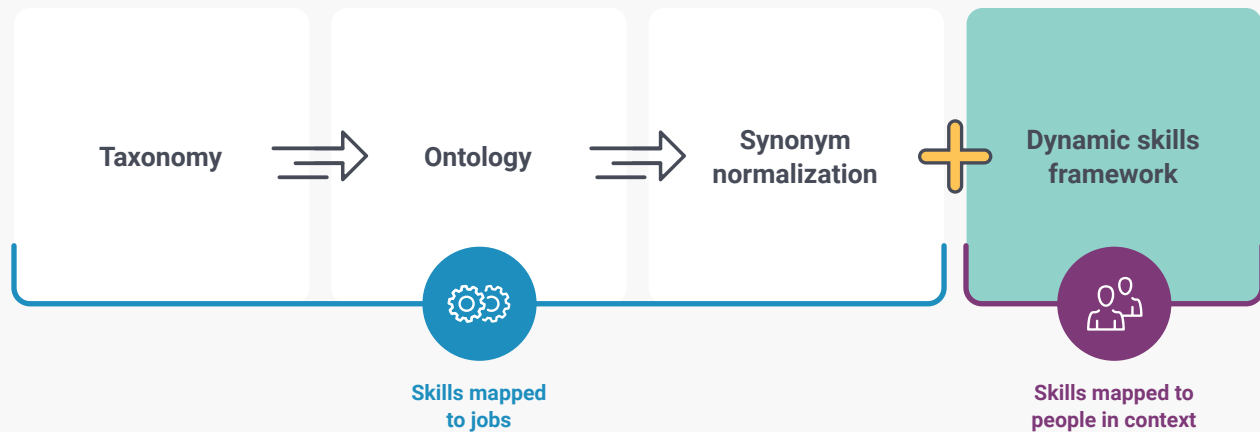 Taxonomy
Ontology
Synonym
normalization
Dynamic skills
framework
Skills mapped
to jobs
Skills mapped to
people in context